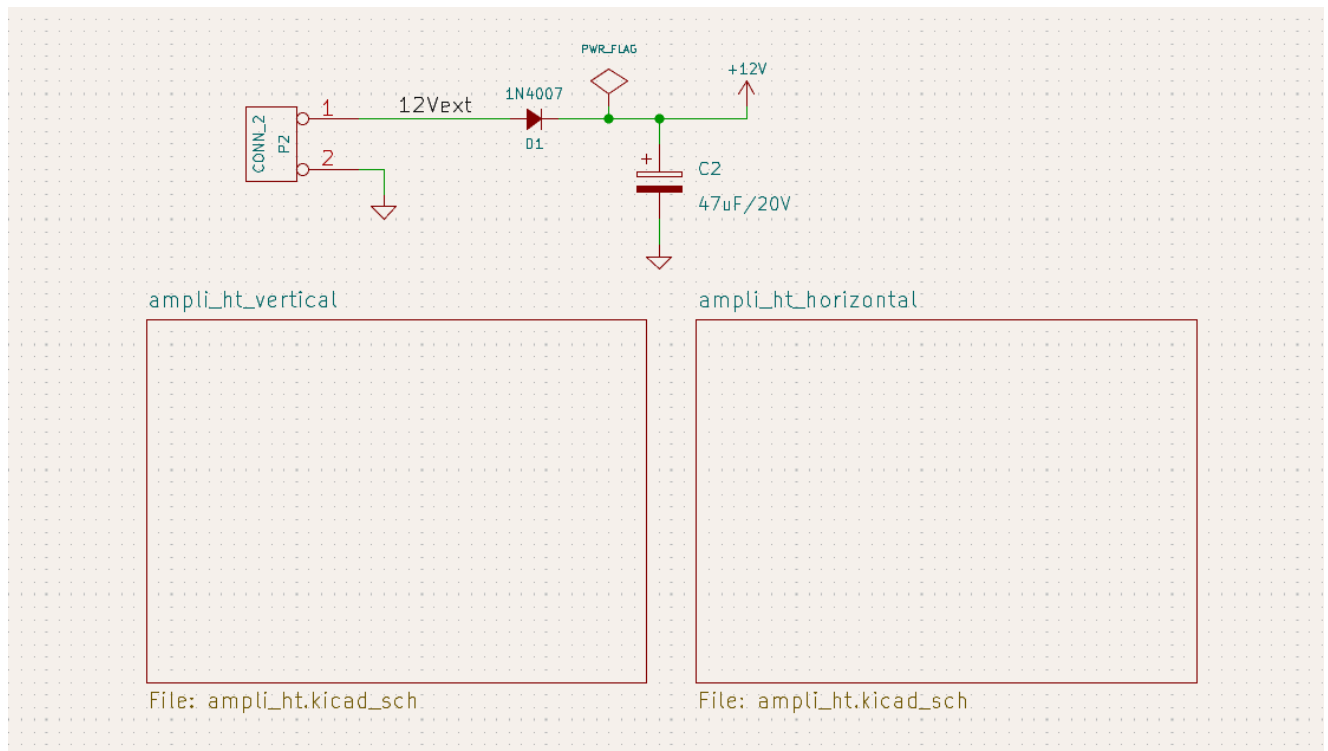 PWR_FLAG
+12V
1N4007
12Vext
1
CONN_2
P2
D1
2
+
C2
47uF/20V
ampli_ht_vertical
ampli_ht_horizontal
File: ampli_ht.kicad_sch
File: ampli_ht.kicad_sch